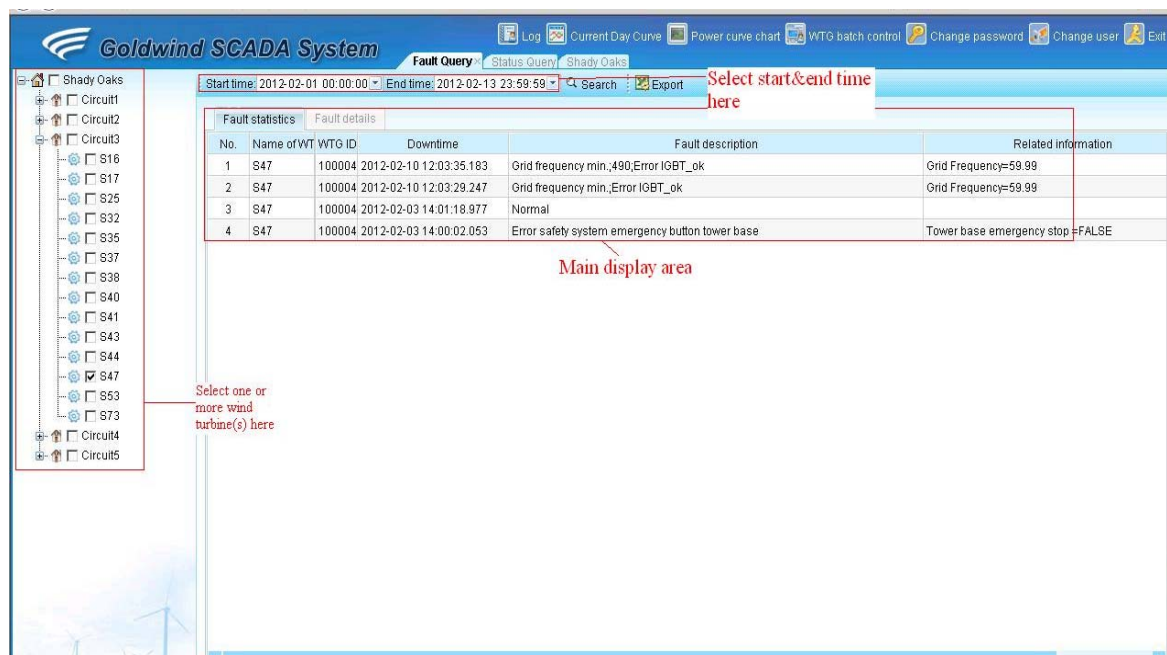 Goldwind SCADA System
Log Current Day Curve Power curve chart WTG batch control Change password Change user Exit
Fault Query Status Query Shady Oaks
Start time: 2012-02-01 00:00:00 End time: 2012-02-13 23:59:59 Search Export
Select start&end time
here
Shady Oaks
Circuit1
Circuit2
Circuit3
S16
S17
S25
S32
S35
S37
S38
S40
S41
S43
S44
S47
S53
S73
Circuit4
Circuit5
Select one or
more wind
turbine(s) here
Fault statistics Fault details
No. Name of WT WTG ID Downtime Fault description Related information
1 S47 100004 2012-02-10 12:03:35.183 Grid frequency min.;490;Error IGBT_ok Grid Frequency=59.99
2 S47 100004 2012-02-10 12:03:29.247 Grid frequency min.;Error IGBT_ok Grid Frequency=59.99
3 S47 100004 2012-02-03 14:01:18.977 Normal
4 S47 100004 2012-02-03 14:00:02.053 Error safety system emergency button tower base Tower base emergency stop =FALSE
Main display area